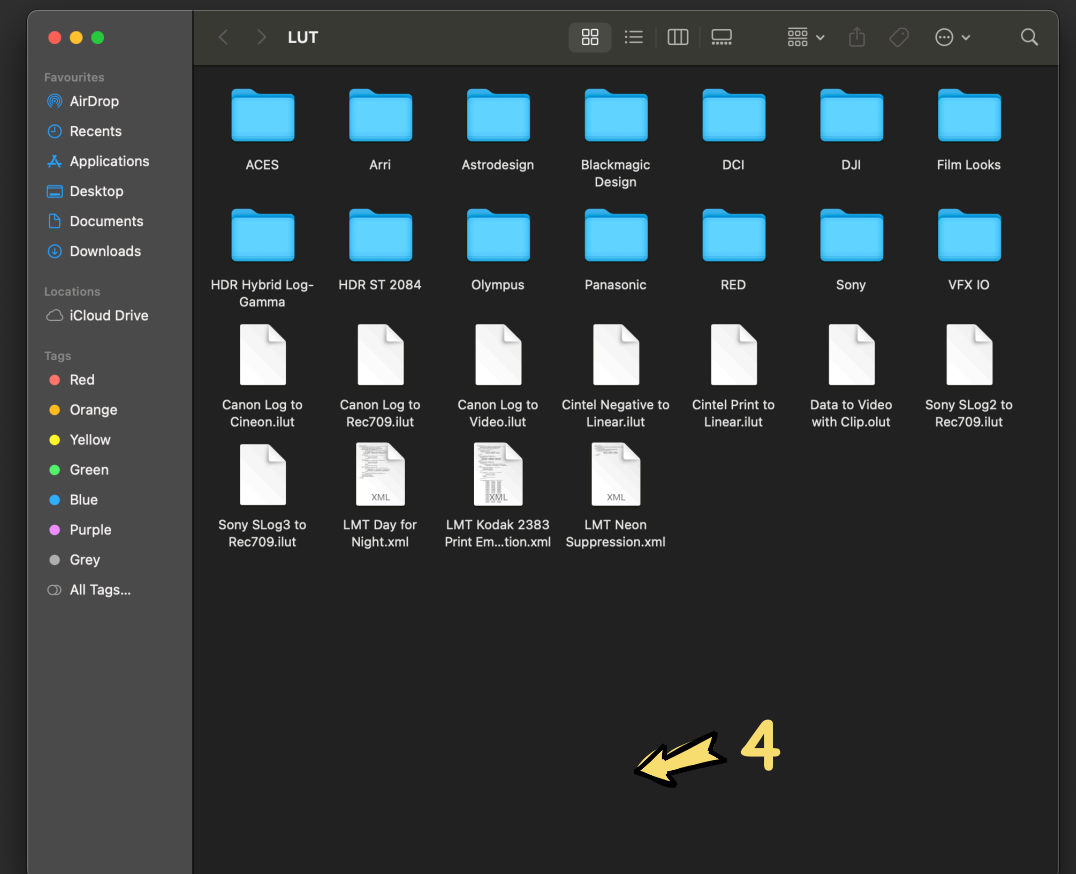 LUT
Favourites
AirDrop
Recents
Applications
Desktop
Documents
Downloads
Locations
iCloud Drive
Tags
Red
Orange
Yellow
Green
Blue
Purple
Grey
All Tags...
ACES
Arri
Astrodesign
Blackmagic
Design
DCI
DJI
Film Looks
HDR Hybrid Log-
Gamma
HDR ST 2084
Olympus
Panasonic
RED
Sony
VFX IO
Canon Log to
Cineon.ilut
Canon Log to
Rec709.ilut
Canon Log to
Video.ilut
Cintel Negative to
Linear.ilut
Cintel Print to
Linear.ilut
Data to Video
with Clip.olut
Sony SLog2 to
Rec709.ilut
Sony SLog3 to
Rec709.ilut
XML
LMT Day for
Night.xml
XML
LMT Kodak 2383
Print Em...tion.xml
XML
LMT Neon
Suppression.xml
4